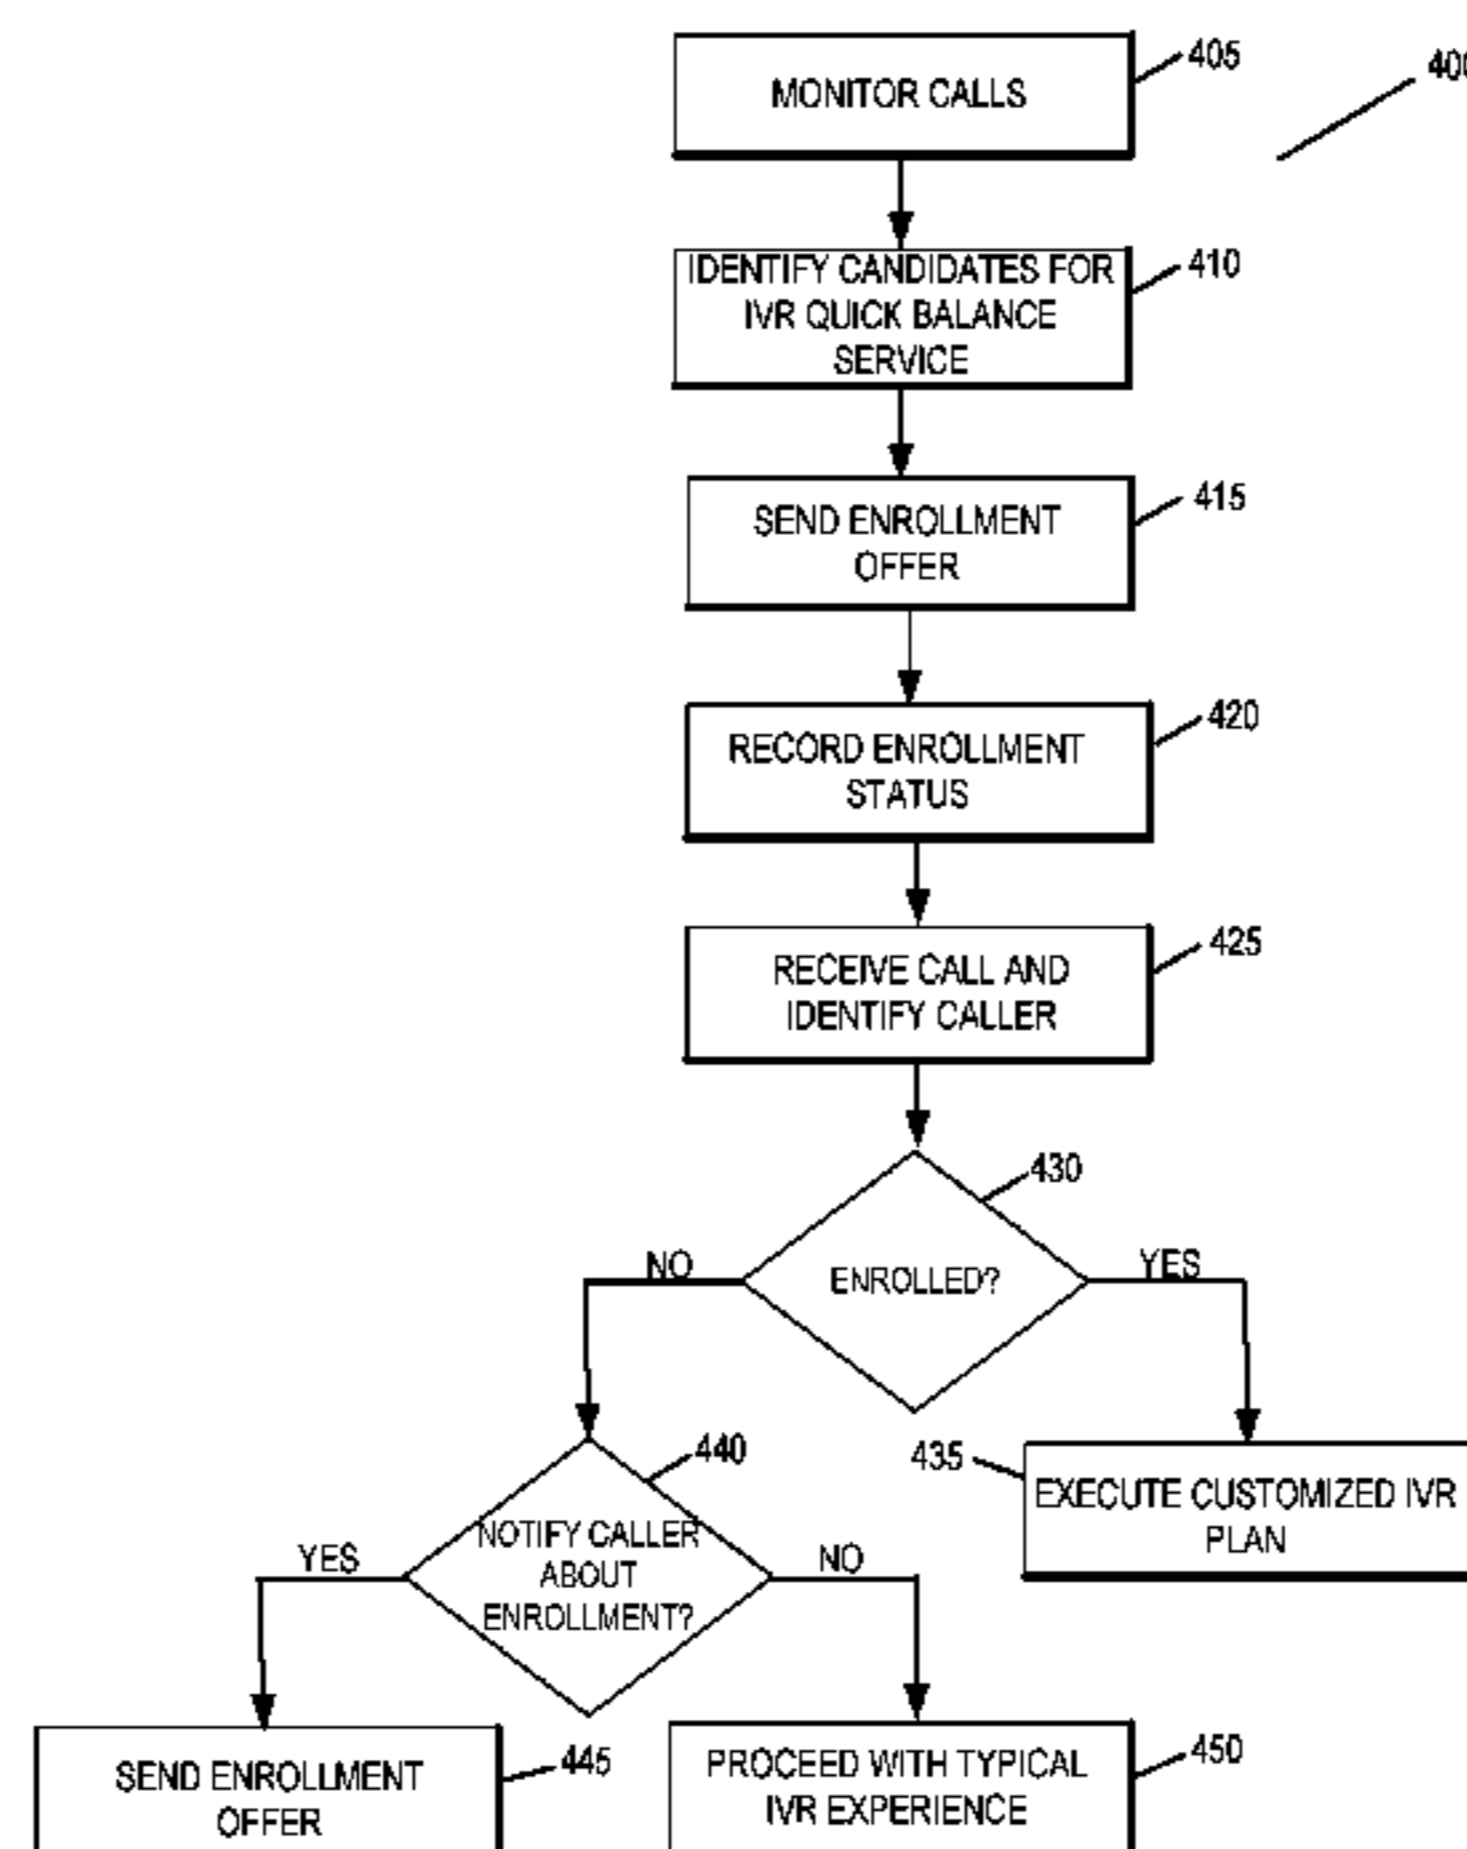 MONITOR CALLS
405
IDENTIFY CANDIDATES FOR
IVR QUICK BALANCE
SERVICE
410
SEND ENROLLMENT
OFFER
415
RECORD ENROLLMENT
STATUS
420
RECEIVE CALL AND
IDENTIFY CALLER
425
430
NO
ENROLLED?
YES
440
435
EXECUTE CUSTOMIZED IVR
PLAN
NOTIFY CALLER
ABOUT
ENROLLMENT?
YES
NO
SEND ENROLLMENT
OFFER
445
PROCEED WITH TYPICAL
IVR EXPERIENCE
450